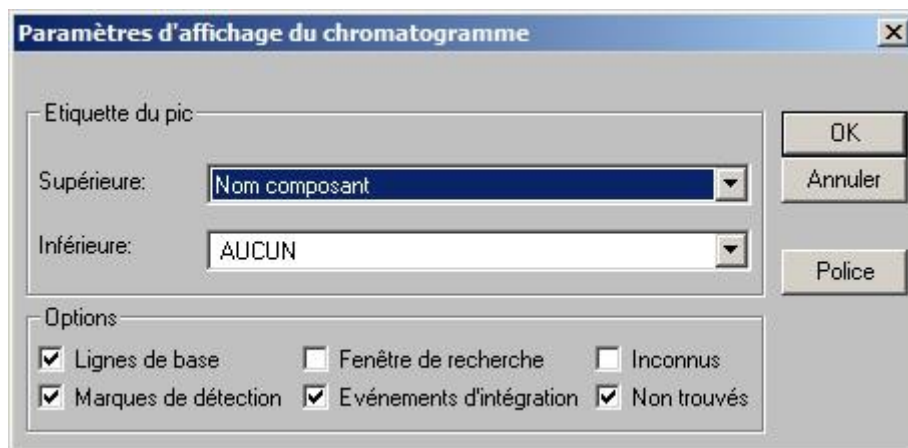 Paramètres d'affichage du chromatogramme
Etiquette du pic
Supérieure: Nom composant
Inférieure: AUCUN
OK
Annuler
Police
Options
Lignes de base Fenêtre de recherche Inconnus
Marques de détection Evénements d'intégration Non trouvés